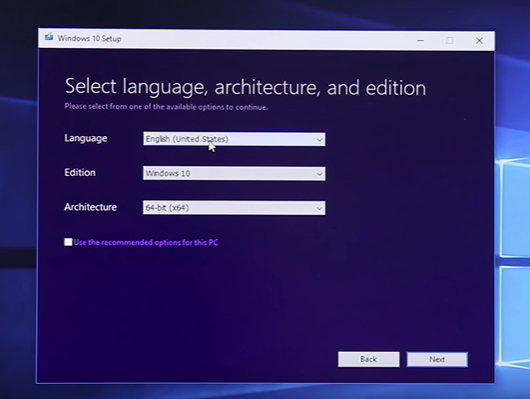 Windows 10 Setup
Select language, architecture, and edition
Please select from one of the available options to continue.
Language
English (United States)
Edition
Windows 10
Architecture
64-bit (x64)
Use the recommended options for this PC
Back
Next